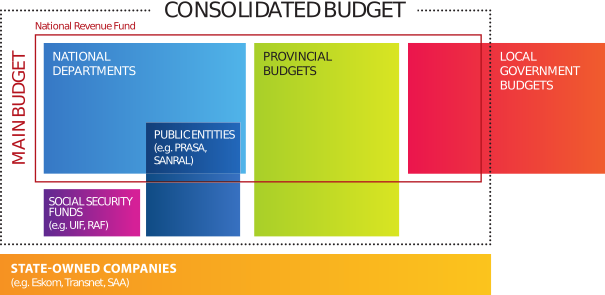 CONSOLIDATED BUDGET
National Revenue Fund
MAIN BUDGET
NATIONAL
DEPARTMENTS
PROVINCIAL
BUDGETS
LOCAL
GOVERNMENT
BUDGETS
PUBLIC ENTITIES
(e.g. PRASA,
SANRAL)
SOCIAL SECURITY
FUNDS
(e.g. UIF, RAF)
STATE-OWNED COMPANIES
(e.g. Eskom, Transnet, SAA)